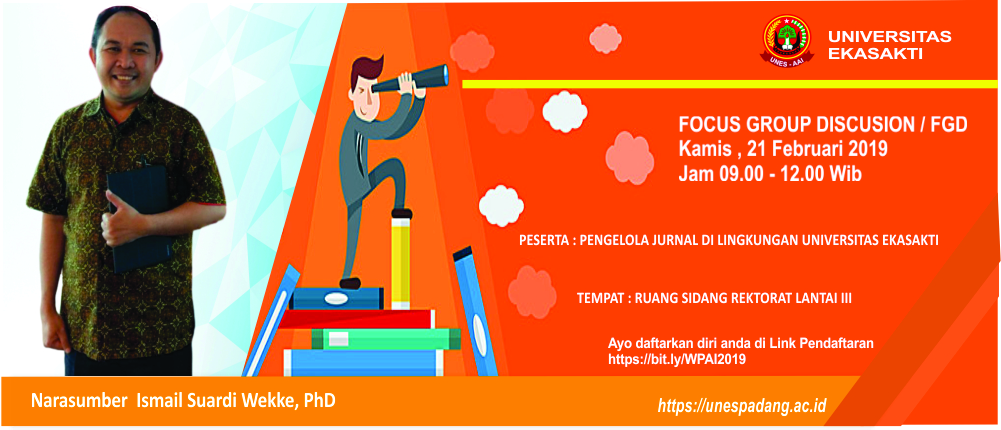 UNES - AAI
UNIVERSITAS
EKASAKTI
FOCUS GROUP DISCUSION / FGD
Kamis , 21 Februari 2019
Jam 09.00 - 12.00 Wib
PESERTA : PENGELOLA JURNAL DI LINGKUNGAN UNIVERSITAS EKASAKTI
TEMPAT : RUANG SIDANG REKTORAT LANTAI III
Ayo daftarkan diri anda di Link Pendaftaran
https://bit.ly/WPAI2019
Narasumber Ismail Suardi Wekke, PhD
https://unespadang.ac.id